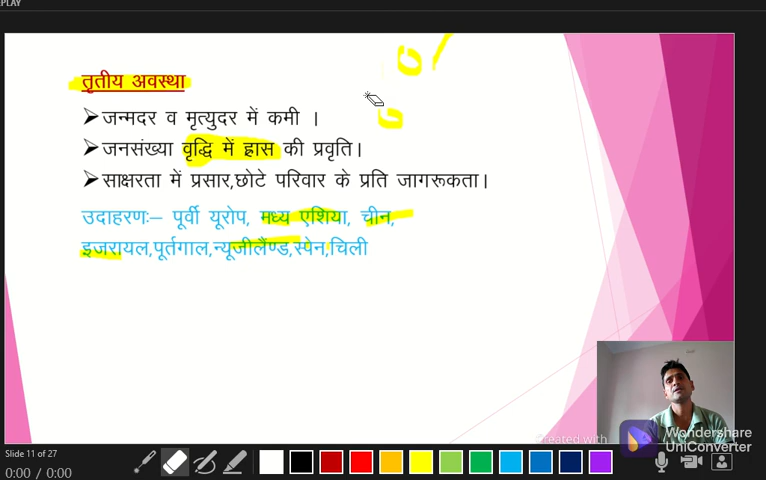 PLAY
तृतीय अवस्था
➤जन्मदर व मृत्युदर में कमी ।
➤जनसंख्या वृद्धि में ह्रास की प्रवृति।
➤साक्षरता में प्रसार,छोटे परिवार के प्रति जागरूकता।
उदाहरणः– पूर्वी यूरोप, मध्य एशिया, चीन,
इजरायल,पूर्तगाल,न्यूजीलैंण्ड,स्पेन,चिली
Created with
Wondershare
UniConverter
Slide 11 of 27
0:00 / 0:00